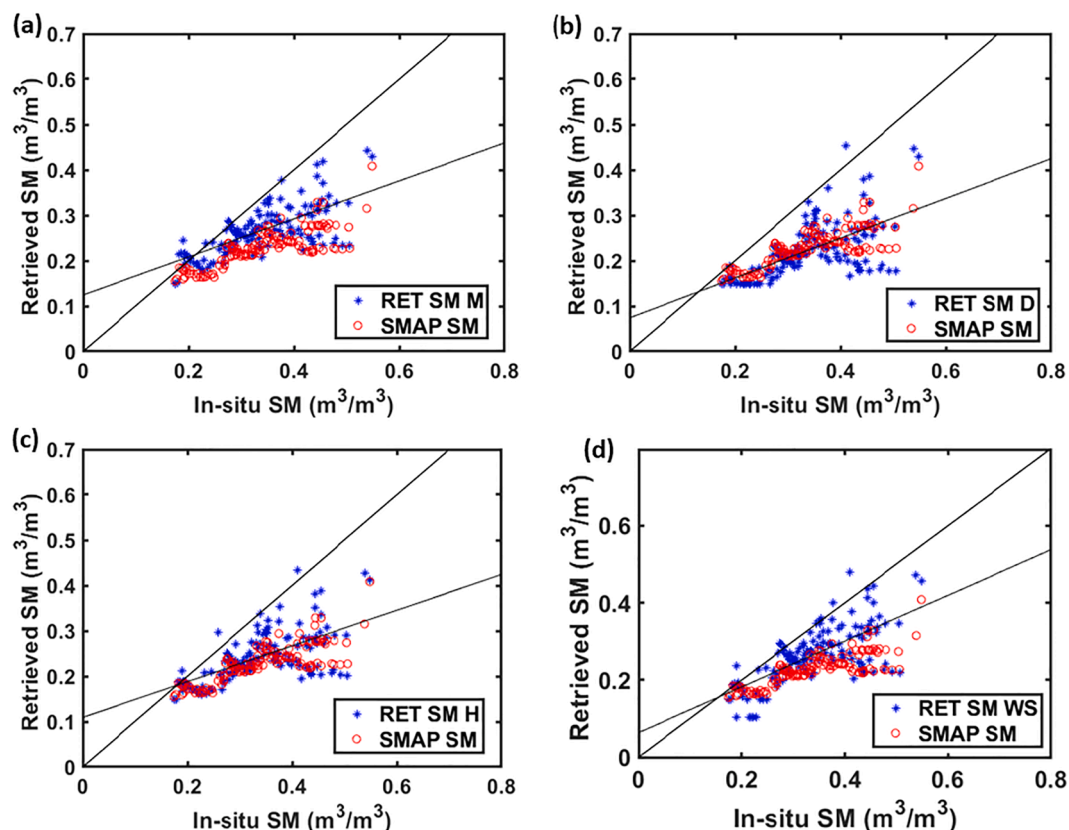 (a)
0.7
0.6
0.5
0.4
0.3
0.2
0.1
0
Retrieved SM (m³/m³)
RET SM M
SMAP SM
0 0.2 0.4 0.6 0.8
In-situ SM (m³/m³)
(b)
0.7
0.6
0.5
0.4
0.3
0.2
0.1
0
Retrieved SM (m³/m³)
RET SM D
SMAP SM
0 0.2 0.4 0.6 0.8
In-situ SM (m³/m³)
(c)
0.7
0.6
0.5
0.4
0.3
0.2
0.1
0
Retrieved SM (m³/m³)
RET SM H
SMAP SM
0 0.2 0.4 0.6 0.8
In-situ SM (m³/m³)
(d)
0.6
0.4
0.2
0
Retrieved SM (m³/m³)
RET SM WS
SMAP SM
0 0.2 0.4 0.6 0.8
In-situ SM (m³/m³)